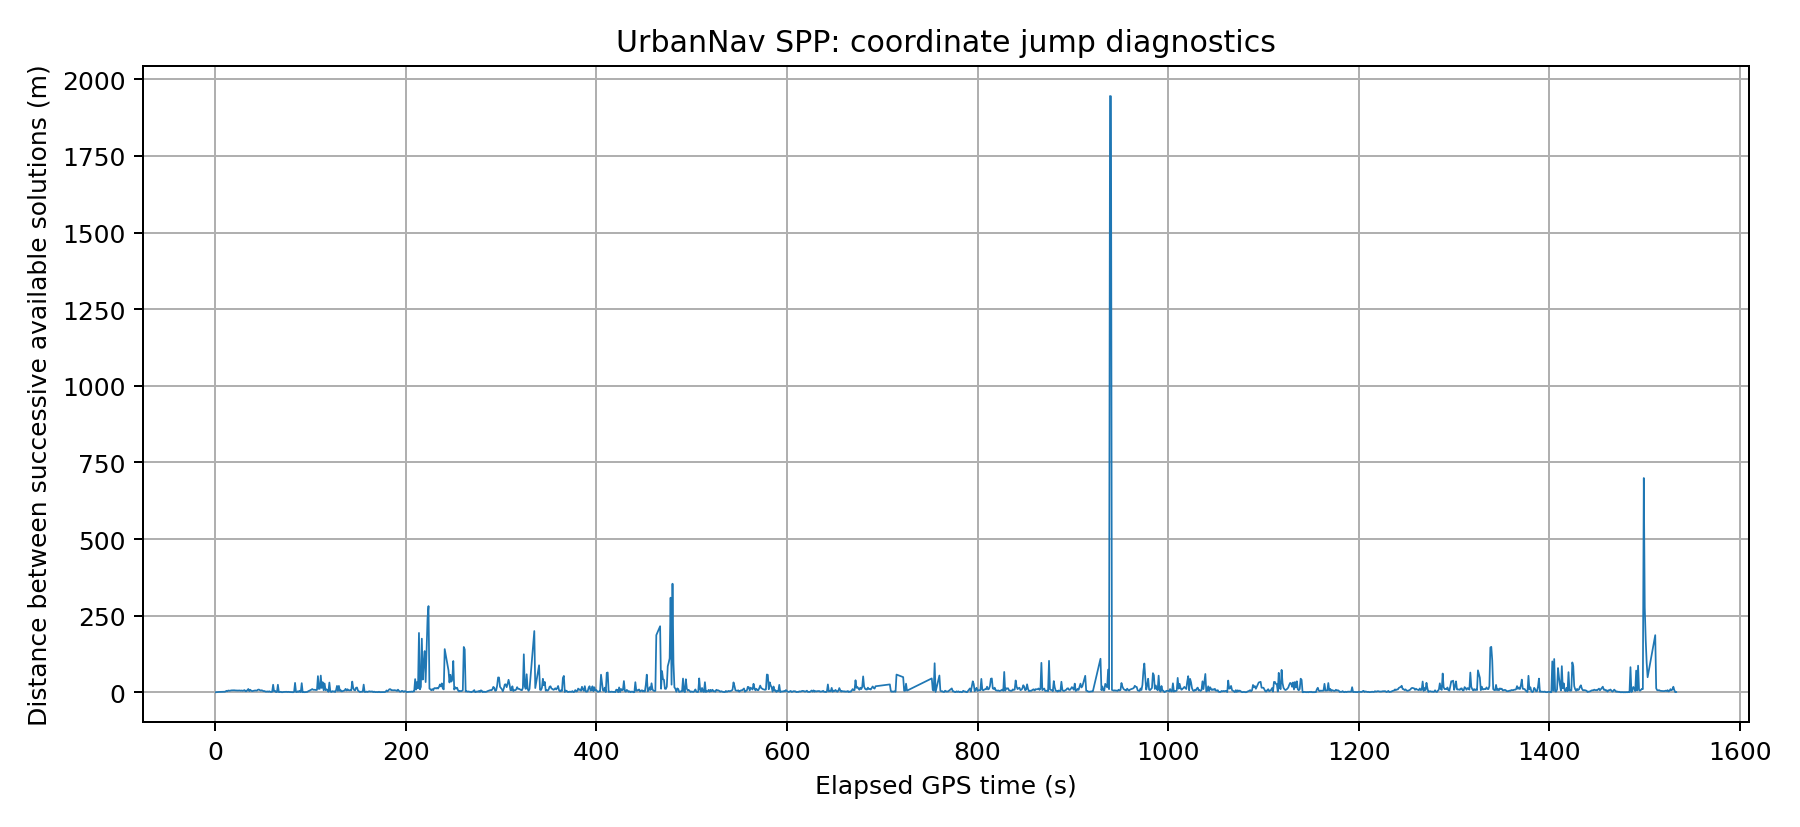 UrbanNav SPP: coordinate jump diagnostics
Distance between successive available solutions (m)
2000
1750
1500
1250
1000
750
500
250
0
0 200 400 600 800 1000 1200 1400 1600
Elapsed GPS time (s)